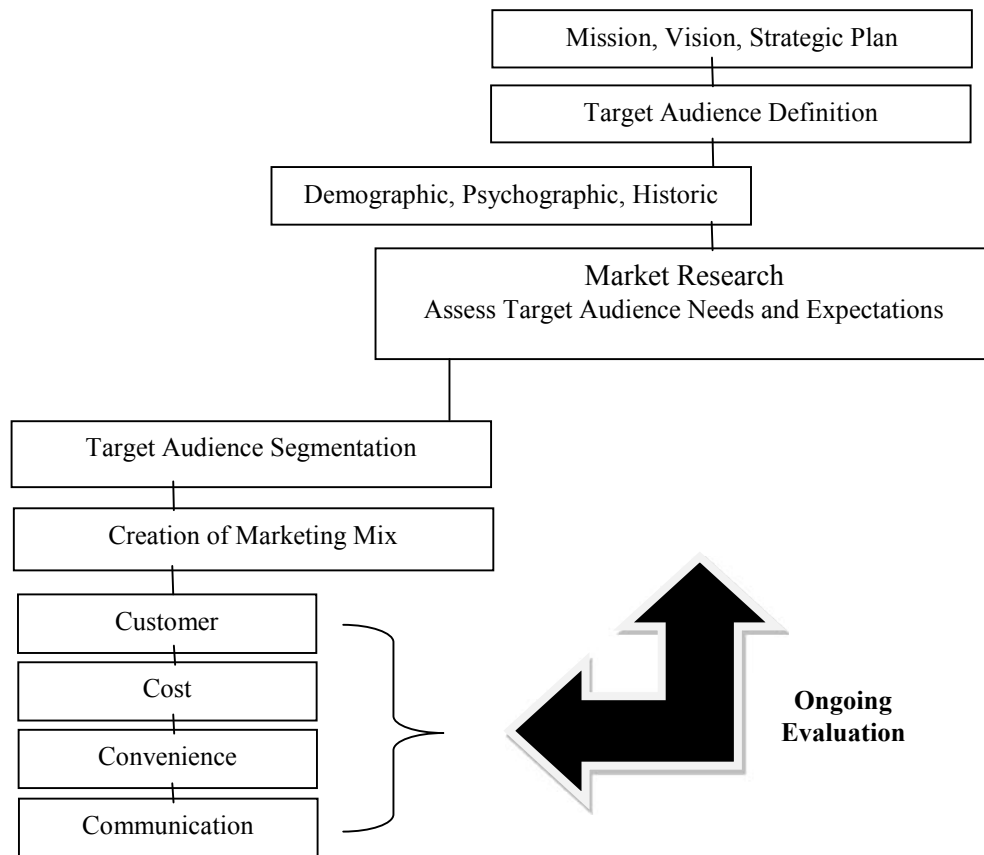 Mission, Vision, Strategic Plan
Target Audience Definition
Demographic, Psychographic, Historic
Market Research
Assess Target Audience Needs and Expectations
Target Audience Segmentation
Creation of Marketing Mix
Customer
Cost
Convenience
Communication
Ongoing
Evaluation